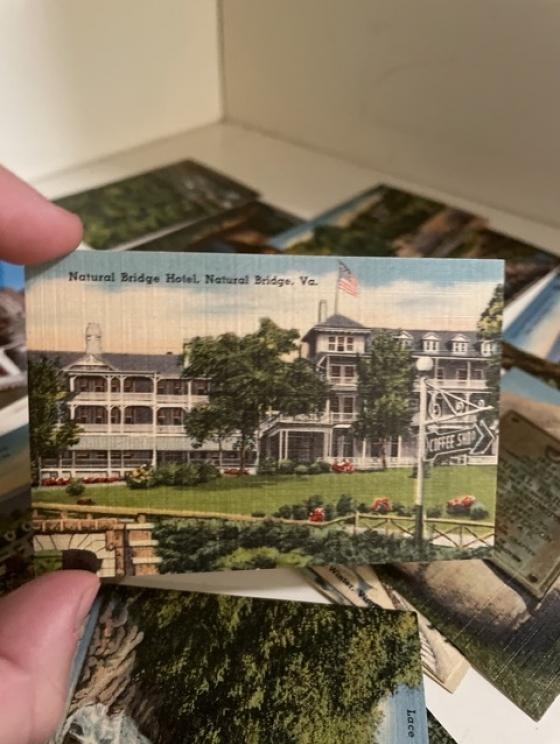 Natural Bridge Hotel, Natural Bridge, Va.
COFFEE SHOP
Lace